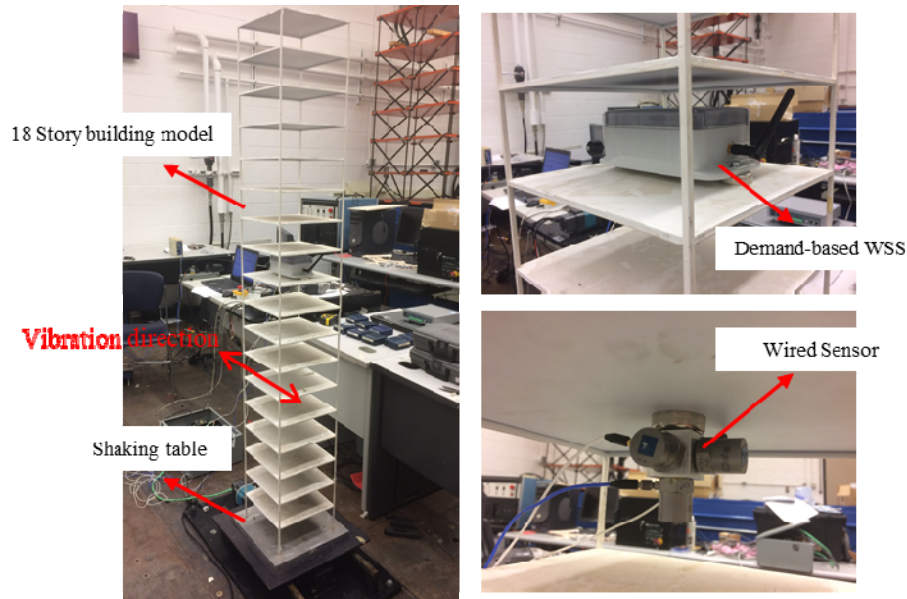 18 Story building model
Vibration direction
Shaking table
Demand-based WSS
Wired Sensor